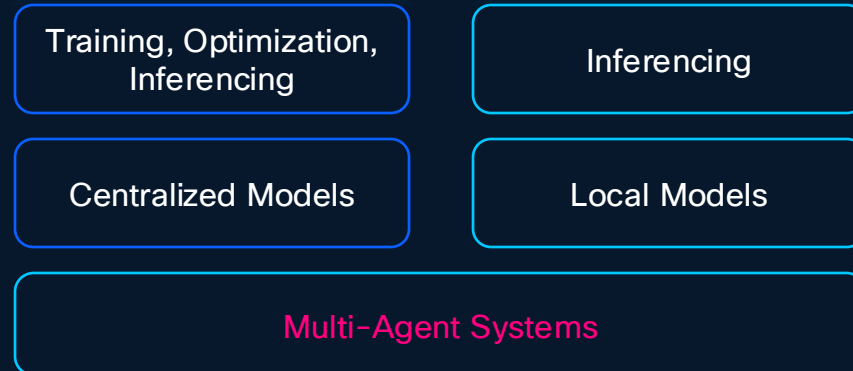 Training, Optimization,
Inferencing
Inferencing
Centralized Models
Local Models
Multi-Agent Systems